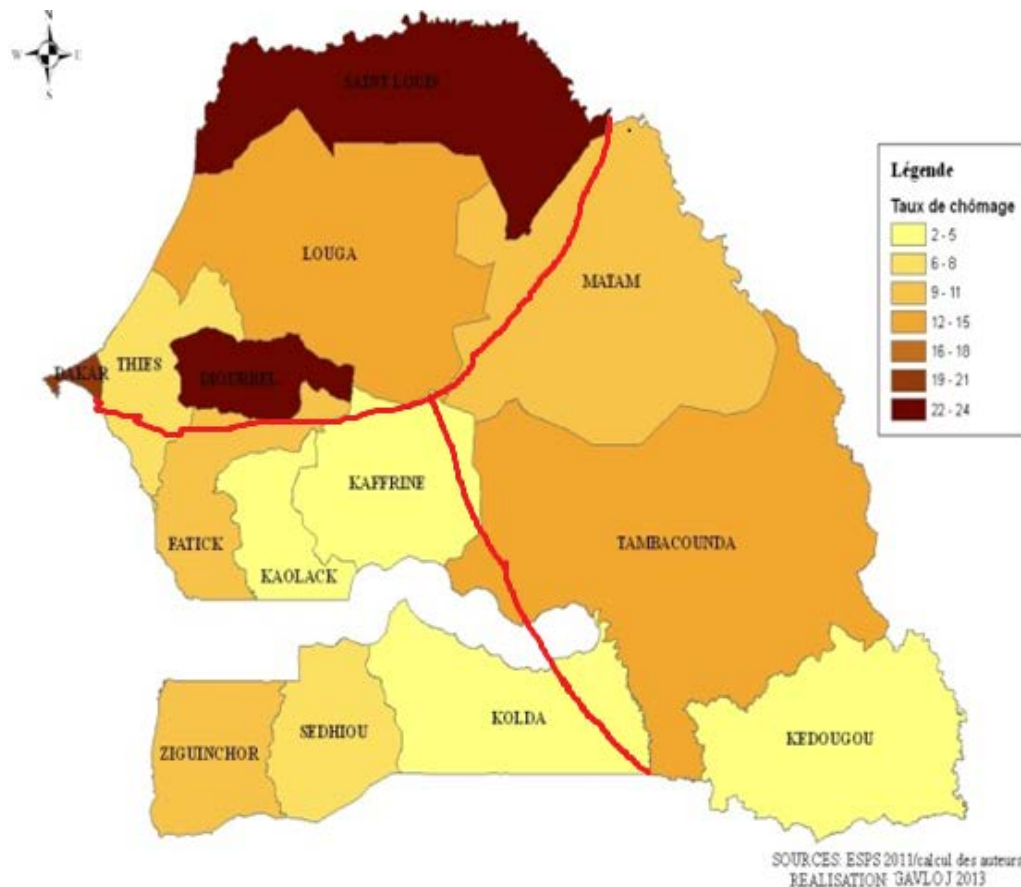 N
W E
S
SAINT LOUIS
LOUGA
MATAM
DAKAR
THIES
DIOURBEL
KAFFRINE
FATICK
KAOLACK
TAMBACOUNDA
ZIGUINCHOR
SEDHIOU
KOLDA
KEDOUGOU
Légende
Taux de chômage
2 - 5
6 - 8
9 - 11
12 - 15
16 - 18
19 - 21
22 - 24
SOURCES: ESPS 2011/calcul des auteurs
REALISATION: GAVLOJ 2013